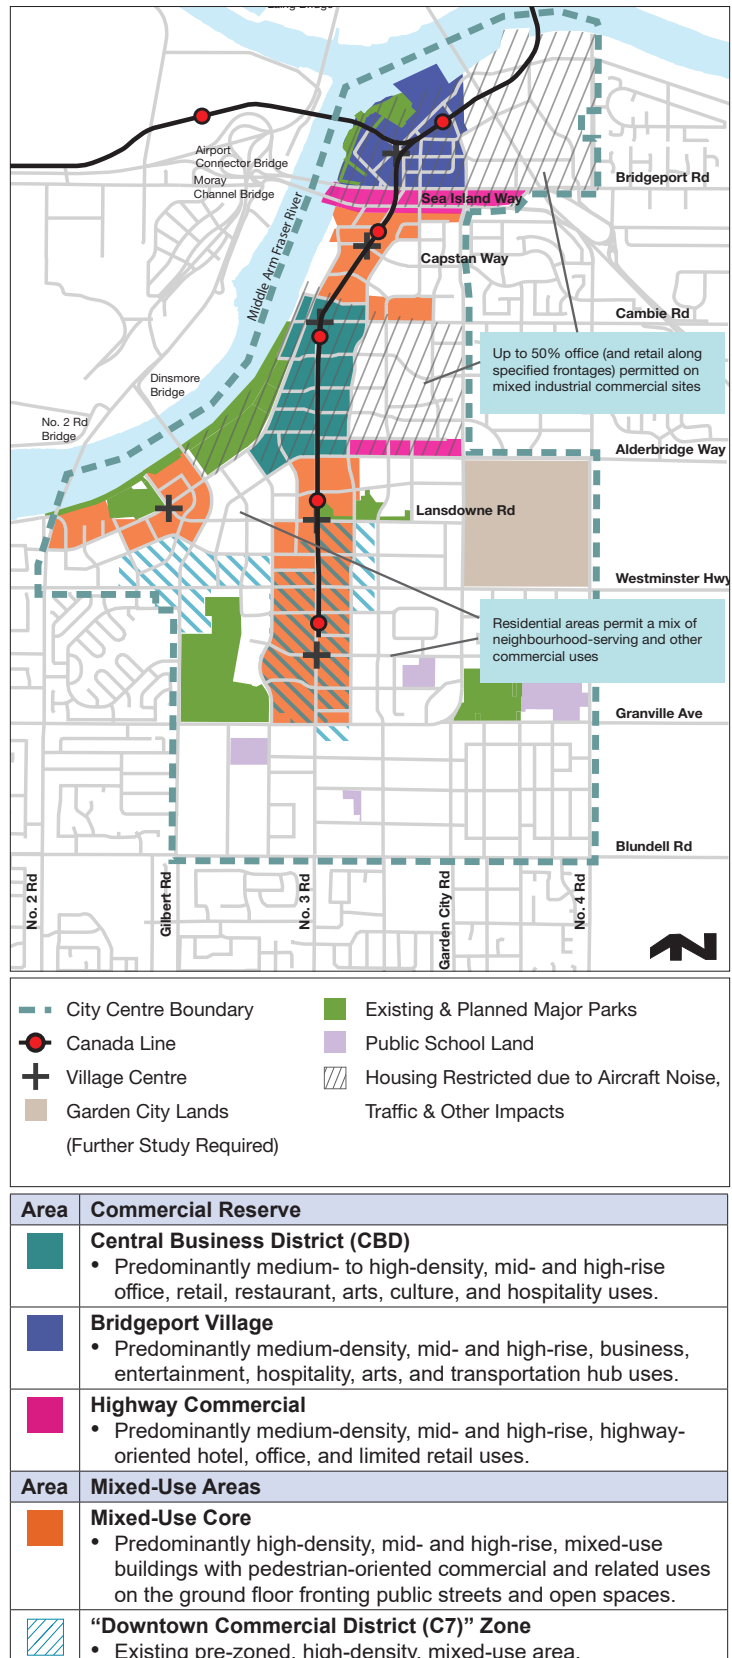 Laing Bridge
Airport
Connector Bridge
Moray
Channel Bridge
Bridgeport Rd
Sea Island Way
Middle Arm Fraser River
Capstan Way
Cambie Rd
Up to 50% office (and retail along
specified frontages) permitted on
mixed industrial commercial sites
Dinsmore
Bridge
No. 2 Rd
Bridge
Alderbridge Way
Lansdowne Rd
Westminster Hwy
Residential areas permit a mix of
neighbourhood-serving and other
commercial uses
Granville Ave
Blundell Rd
No. 2 Rd
Gilbert Rd
No. 3 Rd
Garden City Rd
No. 4 Rd
N
City Centre Boundary
Canada Line
Village Centre
Garden City Lands
(Further Study Required)
Existing & Planned Major Parks
Public School Land
Housing Restricted due to Aircraft Noise,
Traffic & Other Impacts
Area Commercial Reserve
Central Business District (CBD)
• Predominantly medium- to high-density, mid- and high-rise
office, retail, restaurant, arts, culture, and hospitality uses.
Bridgeport Village
• Predominantly medium-density, mid- and high-rise, business,
entertainment, hospitality, arts, and transportation hub uses.
Highway Commercial
• Predominantly medium-density, mid- and high-rise, highway-
oriented hotel, office, and limited retail uses.
Area Mixed-Use Areas
Mixed-Use Core
• Predominantly high-density, mid- and high-rise, mixed-use
buildings with pedestrian-oriented commercial and related uses
on the ground floor fronting public streets and open spaces.
“Downtown Commercial District (C7)” Zone
• Existing pre-zoned, high-density, mixed-use area.